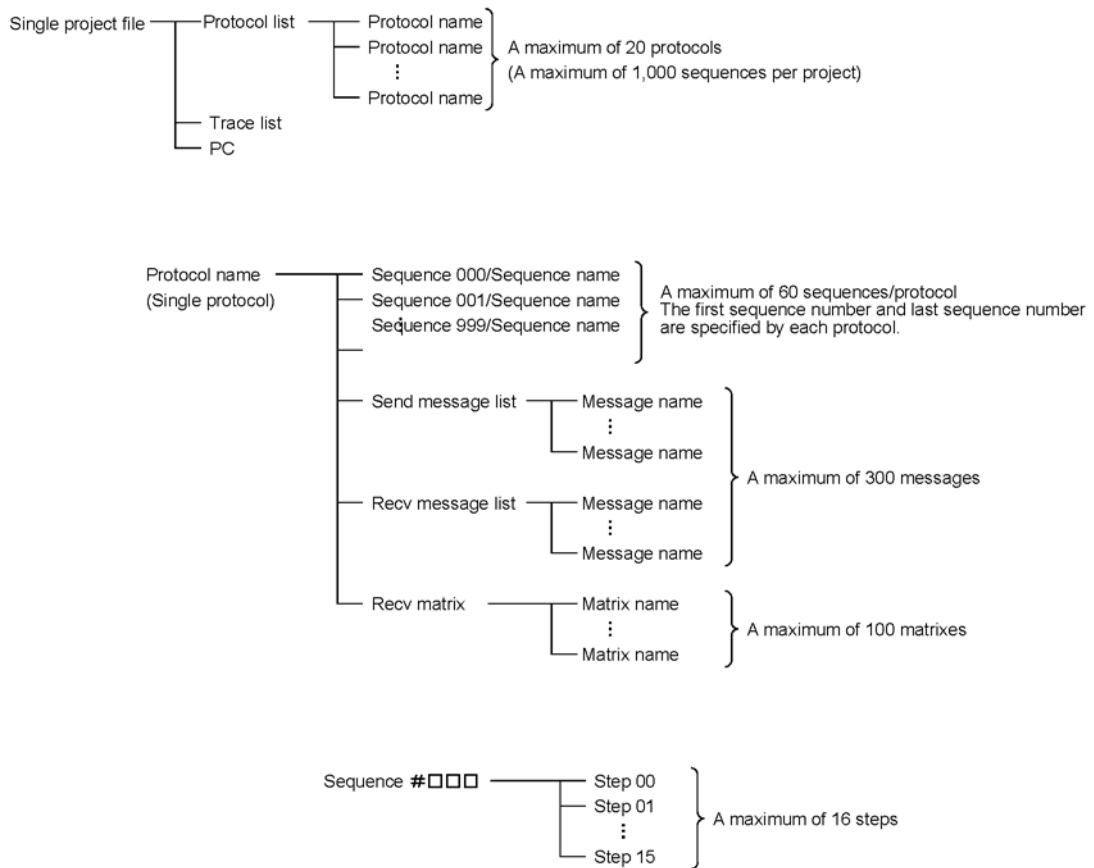 Single project file Protocol list Protocol name
Protocol name
⋮
Protocol name
A maximum of 20 protocols
(A maximum of 1,000 sequences per project)
Trace list
PC
Protocol name
(Single protocol)
Sequence 000/Sequence name
Sequence 001/Sequence name
Sequence 999/Sequence name
A maximum of 60 sequences/protocol
The first sequence number and last sequence number
are specified by each protocol.
Send message list Message name
⋮
Message name
Recv message list Message name
⋮
Message name
A maximum of 300 messages
Recv matrix Matrix name
⋮
Matrix name
A maximum of 100 matrixes
Sequence #□□□ Step 00
Step 01
⋮
Step 15
A maximum of 16 steps